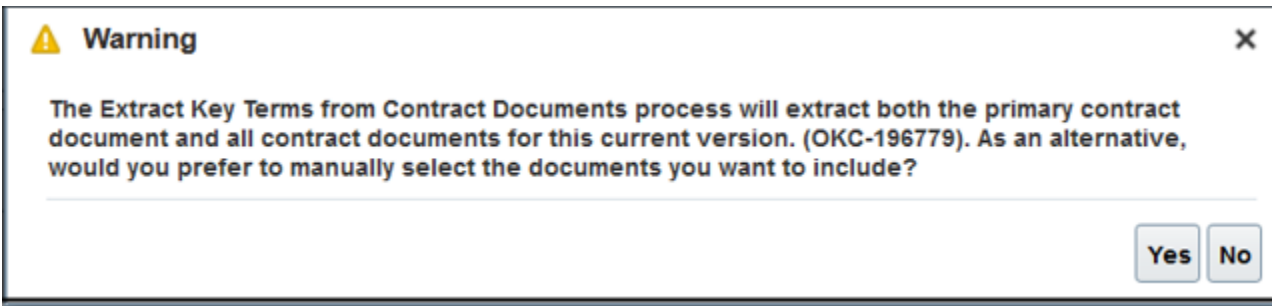 Warning
The Extract Key Terms from Contract Documents process will extract both the primary contract
document and all contract documents for this current version. (OKC-196779). As an alternative,
would you prefer to manually select the documents you want to include?
Yes No